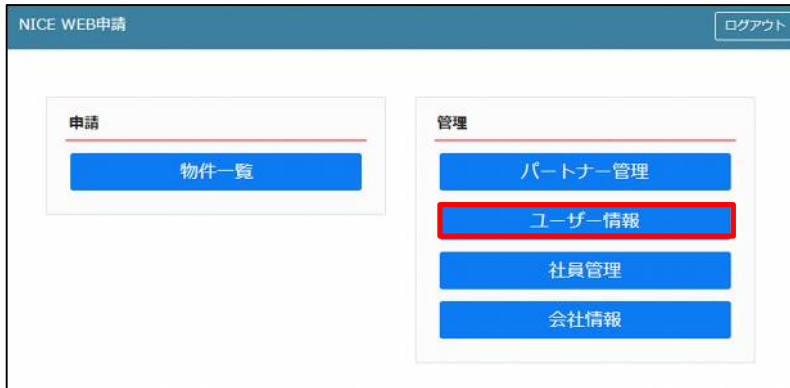 NICE WEB申請
ログアウト
申請
物件一覧
管理
パートナー管理
ユーザー情報
社員管理
会社情報